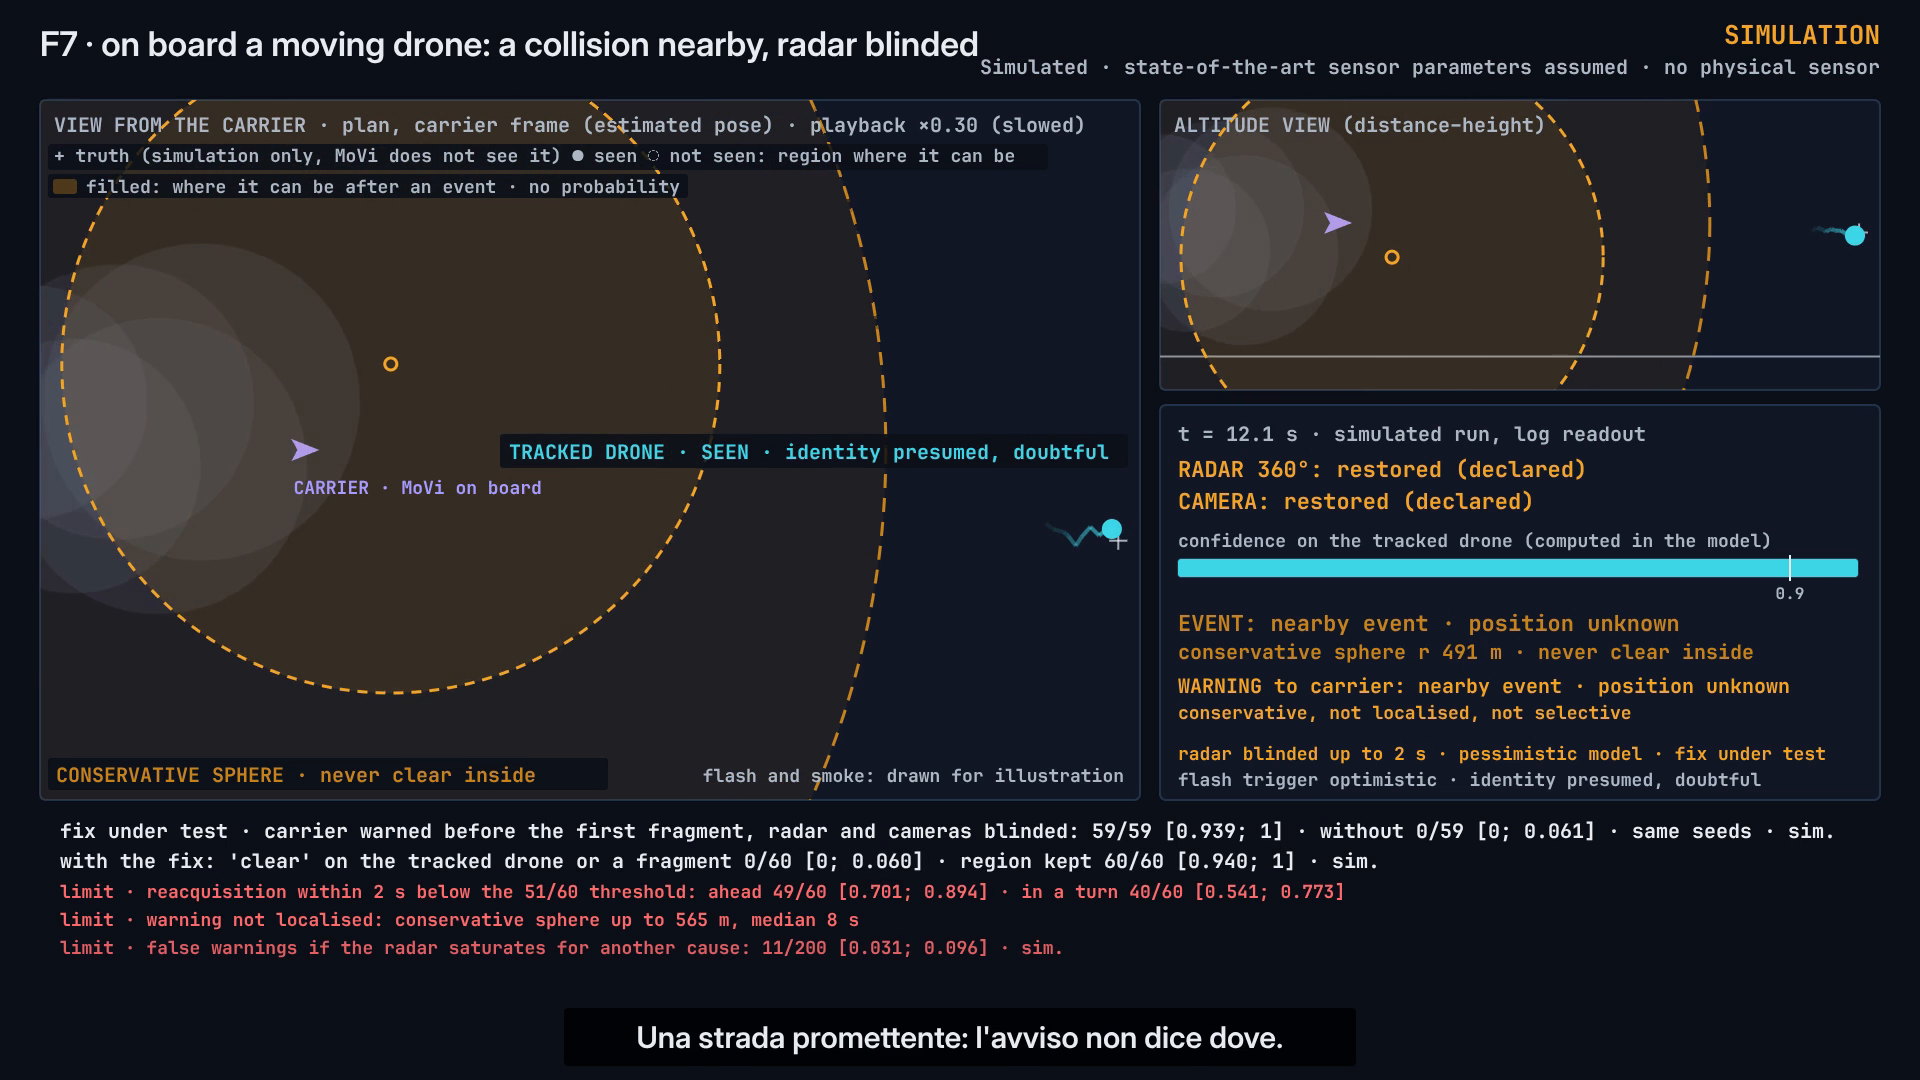 F7 · on board a moving drone: a collision nearby, radar blinded
SIMULATION
Simulated · state-of-the-art sensor parameters assumed · no physical sensor
VIEW FROM THE CARRIER · plan, carrier frame (estimated pose) · playback ×0.30 (slowed)
+ truth (simulation only, MoVi does not see it) ● seen ◌ not seen: region where it can be
filled: where it can be after an event · no probability
TRACKED DRONE · SEEN · identity presumed, doubtful
CARRIER · MoVi on board
CONSERVATIVE SPHERE · never clear inside
flash and smoke: drawn for illustration
ALTITUDE VIEW (distance-height)
t = 12.1 s · simulated run, log readout
RADAR 360°: restored (declared)
CAMERA: restored (declared)
confidence on the tracked drone (computed in the model)
0.9
EVENT: nearby event · position unknown
conservative sphere r 491 m · never clear inside
WARNING to carrier: nearby event · position unknown
conservative, not localised, not selective
radar blinded up to 2 s · pessimistic model · fix under test
flash trigger optimistic · identity presumed, doubtful
fix under test · carrier warned before the first fragment, radar and cameras blinded: 59/59 [0.939; 1] · without 0/59 [0; 0.061] · same seeds · sim.
with the fix: 'clear' on the tracked drone or a fragment 0/60 [0; 0.060] · region kept 60/60 [0.940; 1] · sim.
limit · reacquisition within 2 s below the 51/60 threshold: ahead 49/60 [0.701; 0.894] · in a turn 40/60 [0.541; 0.773]
limit · warning not localised: conservative sphere up to 565 m, median 8 s
limit · false warnings if the radar saturates for another cause: 11/200 [0.031; 0.096] · sim.
Una strada promettente: l'avviso non dice dove.